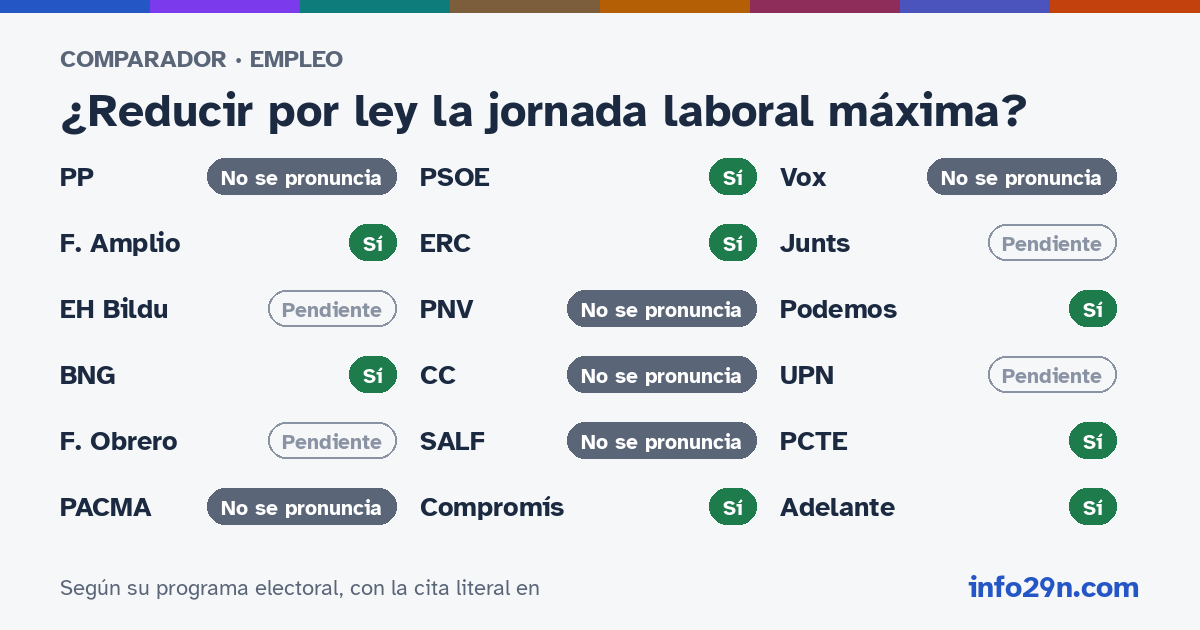 COMPARADOR · EMPLEO
¿Reducir por ley la jornada laboral máxima?
PP No se pronuncia PSOE Sí Vox No se pronuncia
F. Amplio Sí ERC Sí Junts Pendiente
EH Bildu Pendiente PNV No se pronuncia Podemos Sí
BNG Sí CC No se pronuncia UPN Pendiente
F. Obrero Pendiente SALF No se pronuncia PCTE Sí
PACMA No se pronuncia Compromís Sí Adelante Sí
Según su programa electoral, con la cita literal en info29n.com